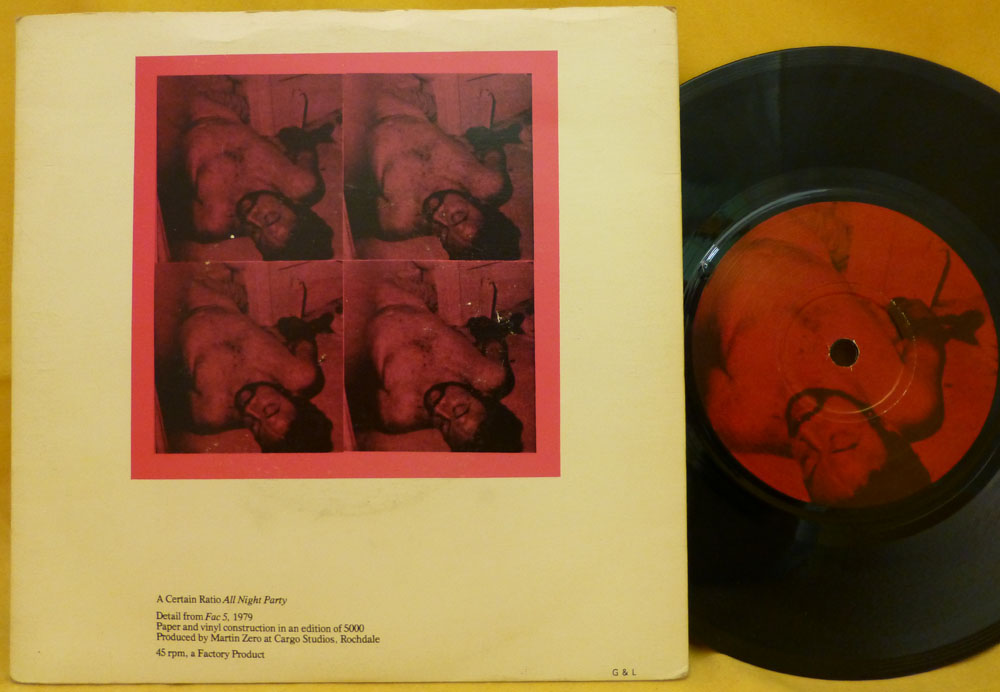 A Certain Ratio All Night Party
Detail from Fac 5, 1979
Paper and vinyl construction in an edition of 5000
Produced by Martin Zero at Cargo Studios, Rochdale
45 rpm, a Factory Product
G & L